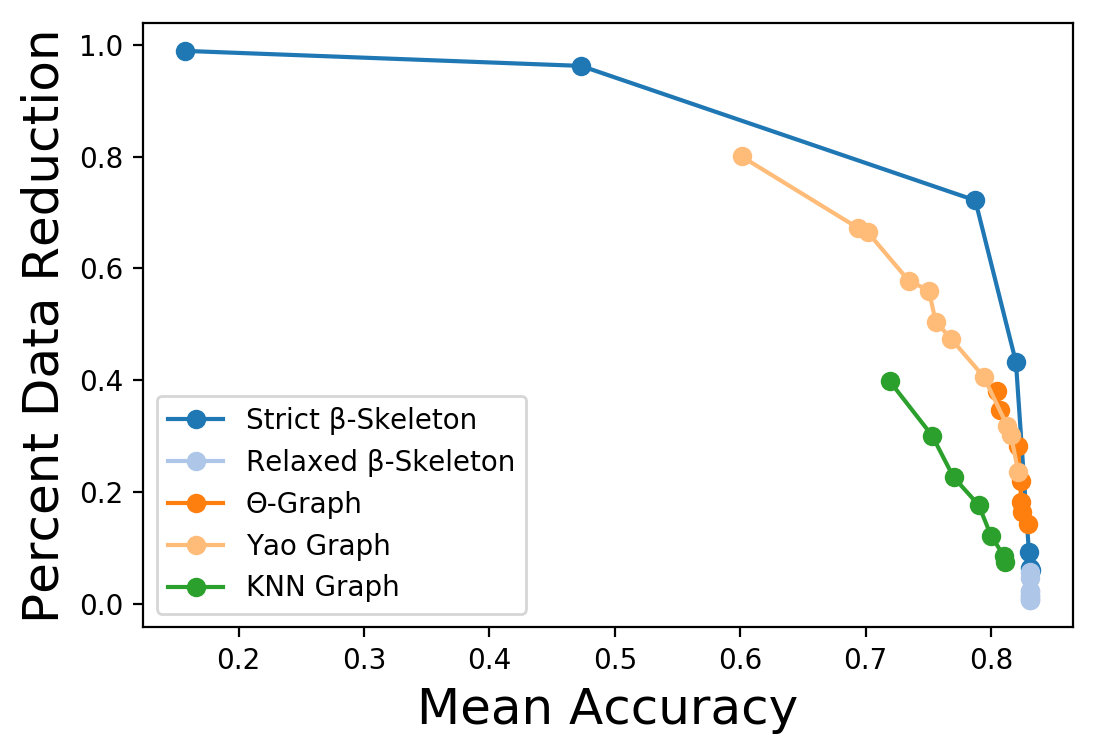 Percent Data Reduction
1.0
0.8
0.6
0.4
0.2
0.0
Strict β-Skeleton
Relaxed β-Skeleton
Θ-Graph
Yao Graph
KNN Graph
0.2 0.3 0.4 0.5 0.6 0.7 0.8
Mean Accuracy